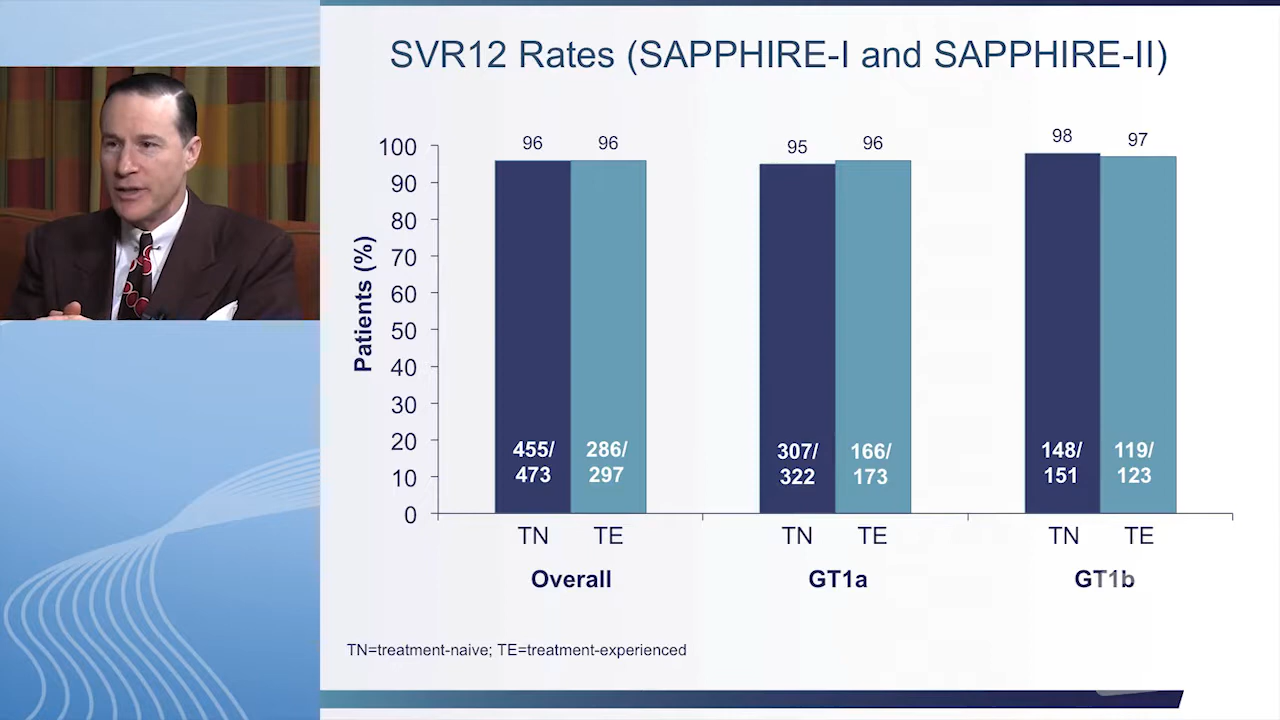 SVR12 Rates (SAPPHIRE-I and SAPPHIRE-II)
Patients (%)
100
90
80
70
60
50
40
30
20
10
0
96 96 95 96 98 97
455/ 286/ 307/ 166/ 148/ 119/
473 297 322 173 151 123
TN TE TN TE TN TE
Overall GT1a GT1b
TN=treatment-naive; TE=treatment-experienced